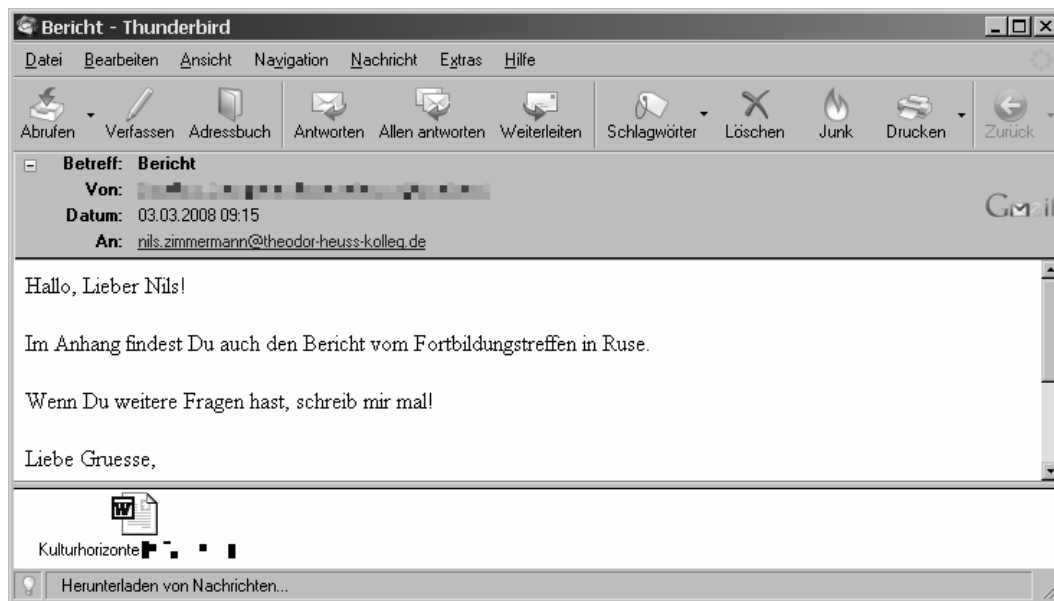 Bericht - Thunderbird
Datei Bearbeiten Ansicht Navigation Nachricht Extras Hilfe
Abrufen Verfassen Adressbuch Antworten Allen antworten Weiterleiten Schlagwörter Löschen Junk Drucken Zurück
Betreff: Bericht
Von:
Datum: 03.03.2008 09:15
Gmail
An: nils.zimmermann@theodor-heuss-kolleg.de
Hallo, Lieber Nils!
Im Anhang findest Du auch den Bericht vom Fortbildungstreffen in Ruse.
Wenn Du weitere Fragen hast, schreib mir mal!
Liebe Gruesse,
W
Kulturhorizonte
Herunterladen von Nachrichten...